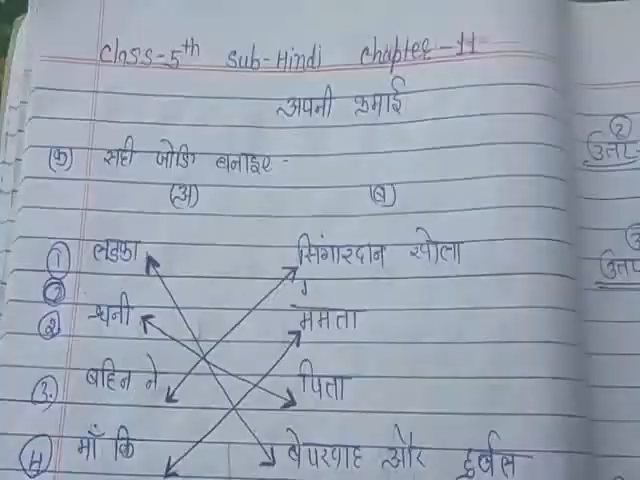 Class-5th Sub-Hindi Chapter-11
अपनी कमाई
(क) सही जोडि बनाइए -
(अ) (ब)
① लड़का सिंगारदान खोला
② धनी ममता
③ बहिन ने पिता
④ माँ कि बेपरवाह और दुर्बल
②
उत्तर-
उत्तर